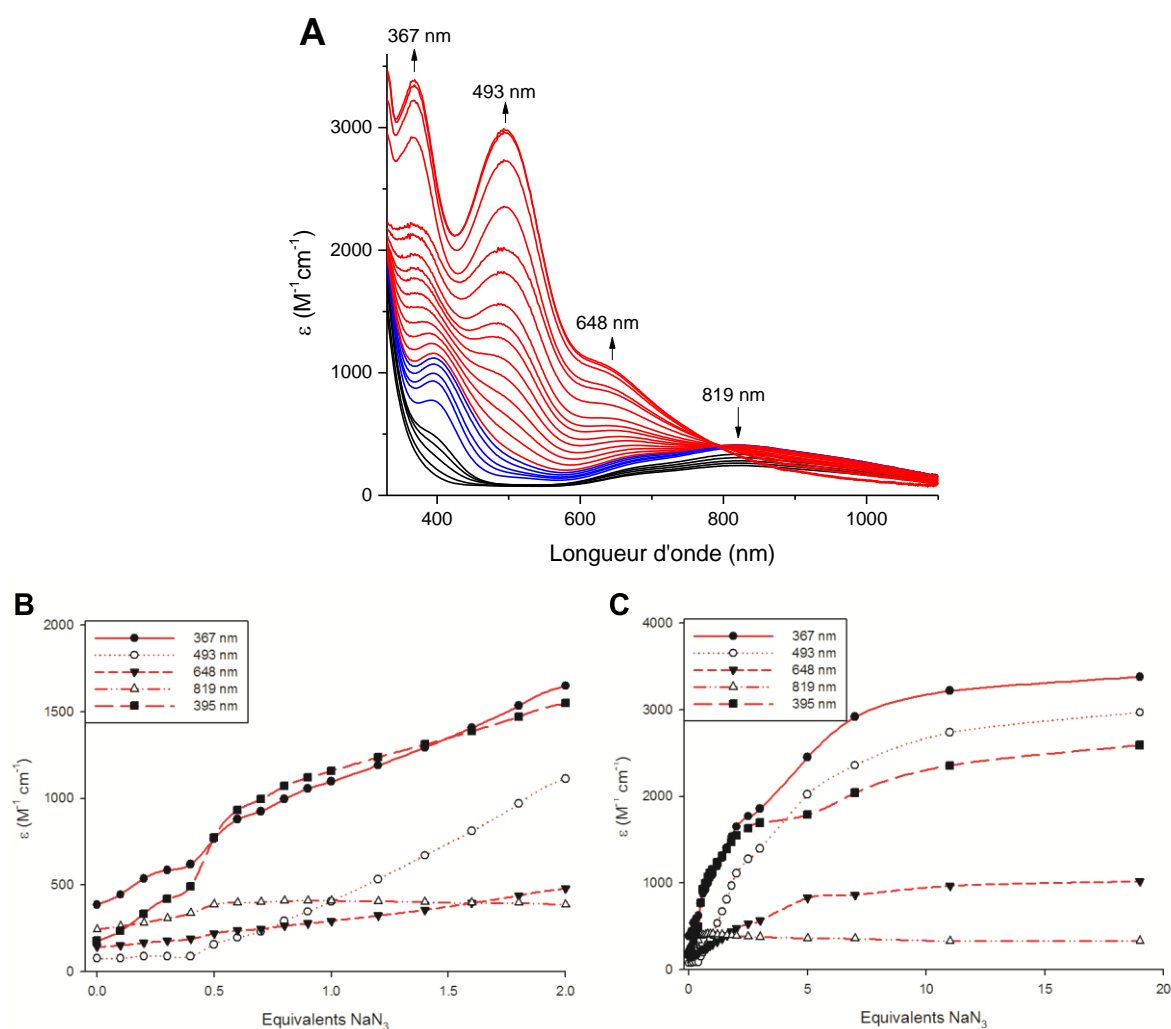 A
367 nm
493 nm
648 nm
819 nm
3000
2000
1000
0
ε (M⁻¹cm⁻¹)
400
600
800
1000
Longueur d'onde (nm)
B
367 nm
493 nm
648 nm
819 nm
395 nm
2000
1500
1000
500
0
ε (M⁻¹ cm⁻¹)
0.0
0.5
1.0
1.5
2.0
Equivalents NaN₃
C
367 nm
493 nm
648 nm
819 nm
395 nm
4000
3000
2000
1000
0
ε (M⁻¹ cm⁻¹)
0
5
10
15
20
Equivalents NaN₃